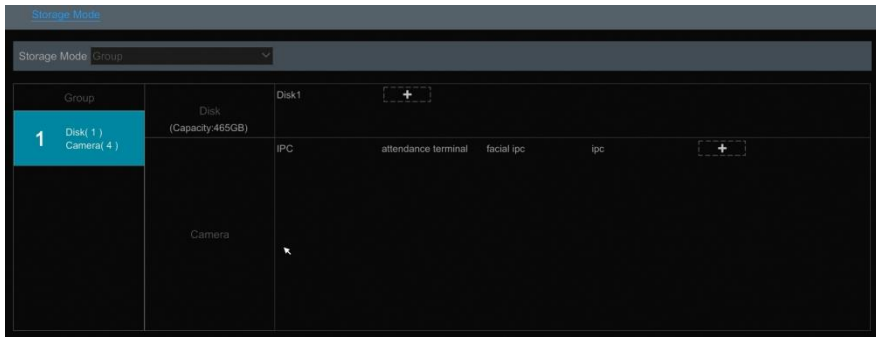 Storage Mode
Storage Mode Group
Group
1
Disk( 1 )
Camera( 4 )
Disk
(Capacity:465GB)
Disk1 +
Camera
IPC attendance terminal facial ipc ipc +